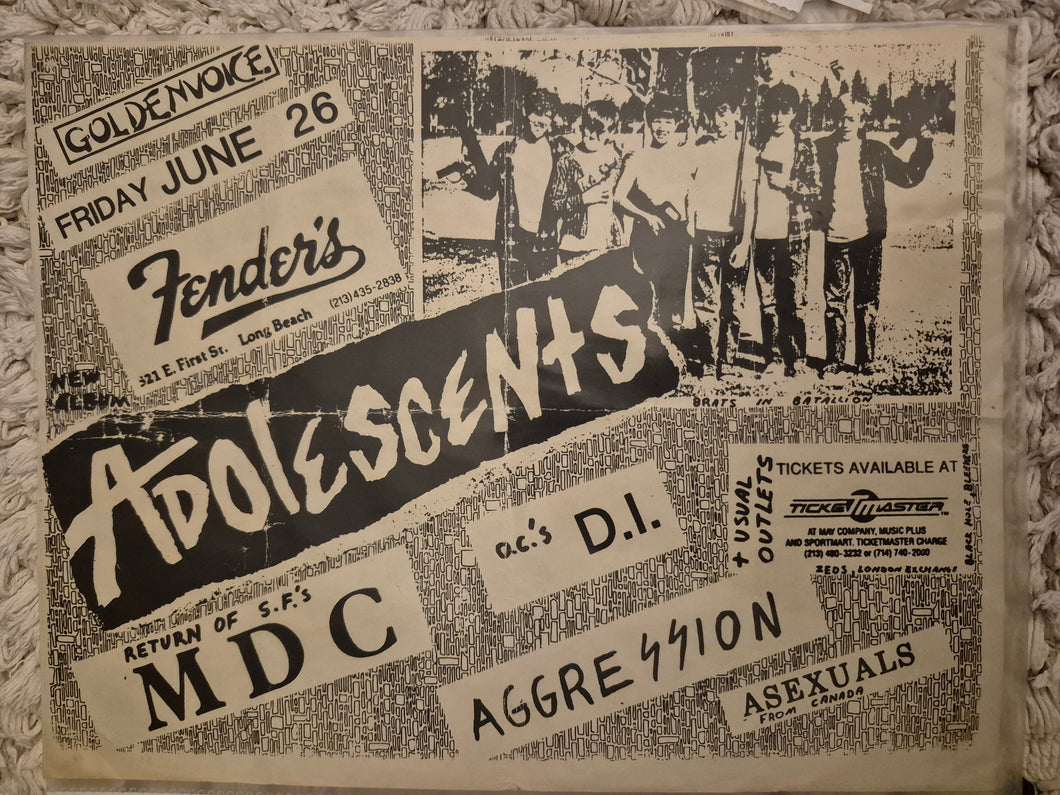 GOLDENVOICE
FRIDAY JUNE 26
Fender's
(213) 435-2838
521 E. First St. Long Beach
NEW
ALBUM
BRATS IN BATALLION
ADOLESCENTS
+ USUAL
OUTLETS
TICKETS AVAILABLE AT
TICKETMASTER TM
AT MAY COMPANY, MUSIC PLUS
AND SPORTMART. TICKETMASTER CHARGE
(213) 480-3232 or (714) 740-2000
ZEDS, LONDON EXCHANGE
O.C.'S D.I.
RETURN OF S.F.'S
MDC
AGGRESSION
ASEXUALS
FROM CANADA